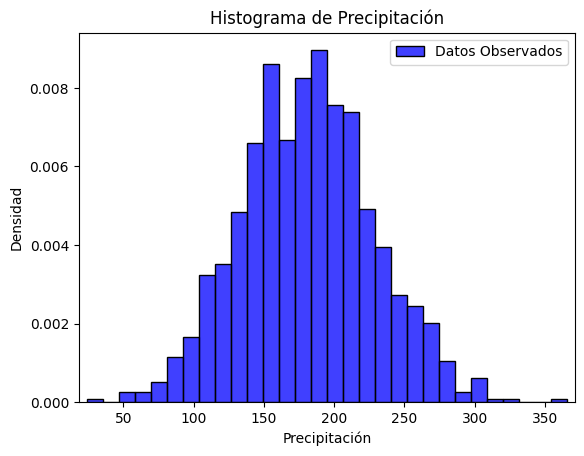 Histograma de Precipitación
Datos Observados
Densidad
0.008
0.006
0.004
0.002
0.000
50 100 150 200 250 300 350
Precipitación